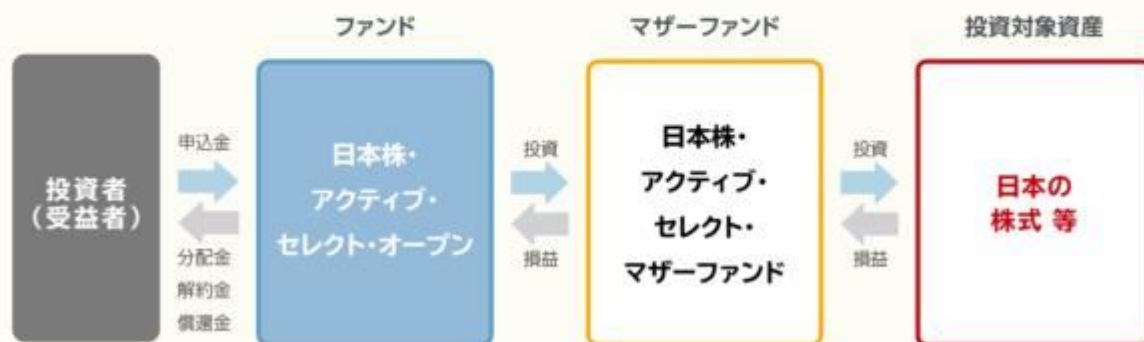 ファンド
マザーファンド
投資対象資産
投資者
(受益者)
申込金
分配金
解約金
償還金
日本株・
アクティブ・
セレクト・オープン
投資
損益
日本株・
アクティブ・
セレクト・
マザーファンド
投資
損益
日本の
株式 等